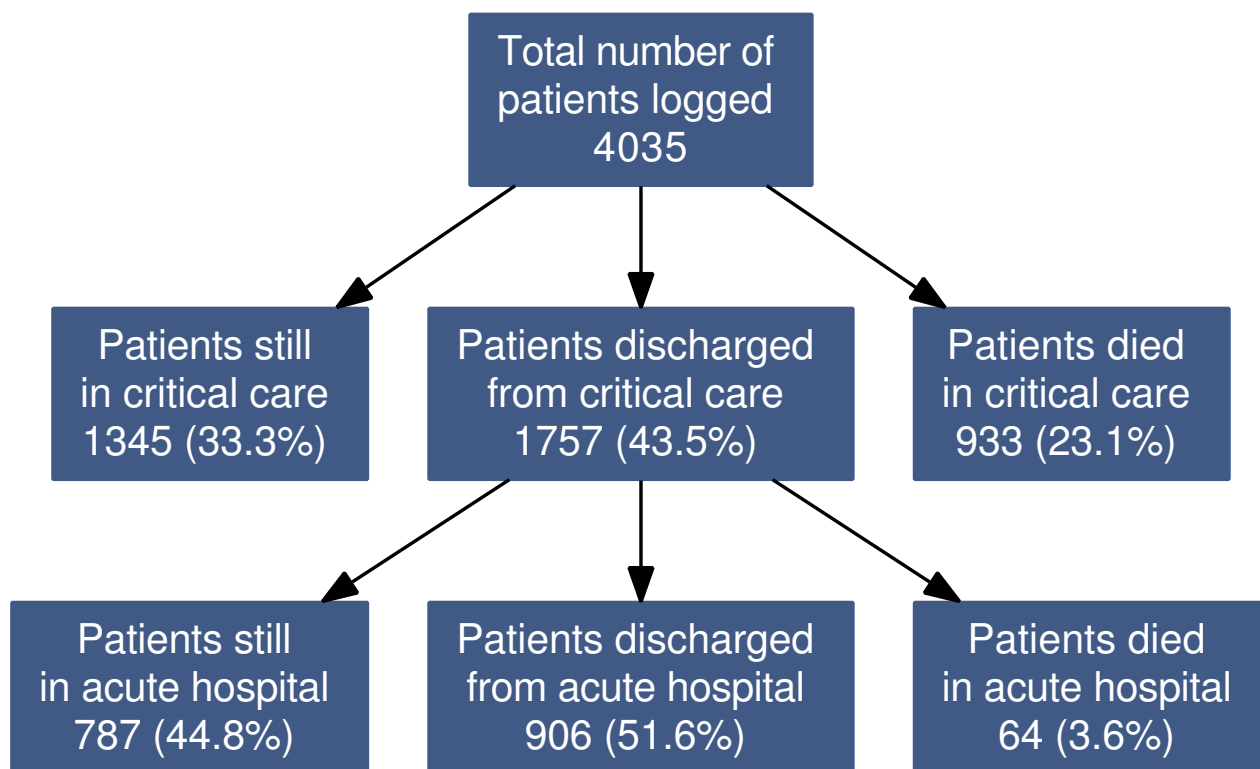 Total number of
patients logged
4035
Patients still
in critical care
1345 (33.3%)
Patients discharged
from critical care
1757 (43.5%)
Patients died
in critical care
933 (23.1%)
Patients still
in acute hospital
787 (44.8%)
Patients discharged
from acute hospital
906 (51.6%)
Patients died
in acute hospital
64 (3.6%)